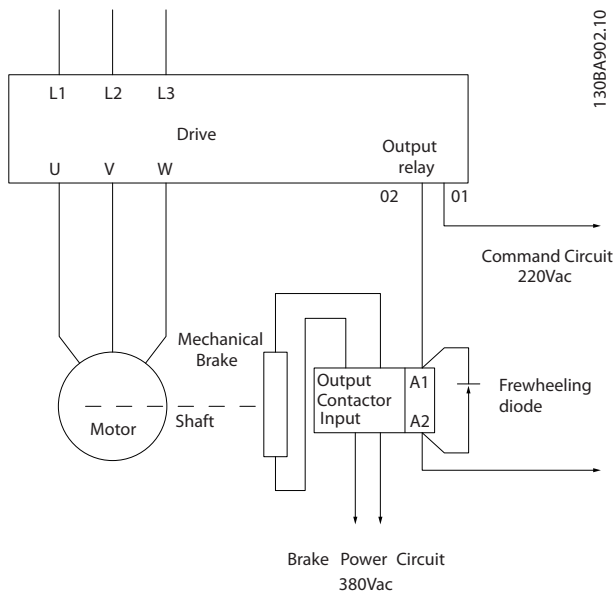 130BA902.10
L1 L2 L3
Drive
Output
relay
U V W
02 01
Command Circuit
220Vac
Mechanical
Brake
Output
Contactor
Input
A1
A2
Frewheeling
diode
Shaft
Motor
Brake Power Circuit
380Vac